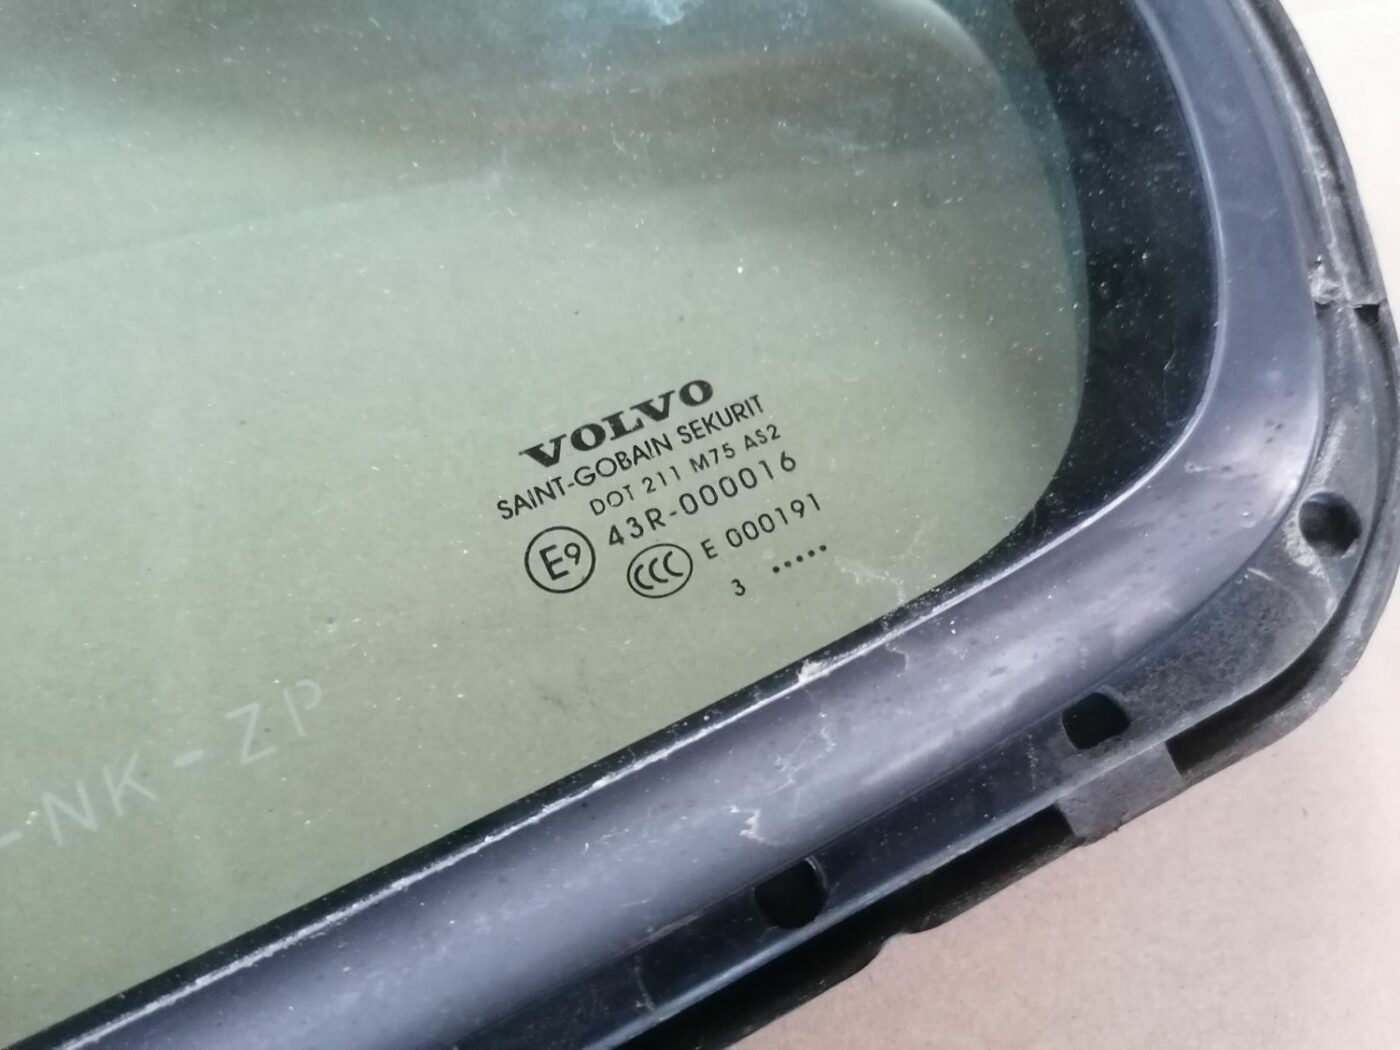 VOLVO
SAINT-GOBAIN SEKURIT
DOT 211 M75 AS2
E9 43R-000016
CCC E 000191
3 .....
-NK-ZP